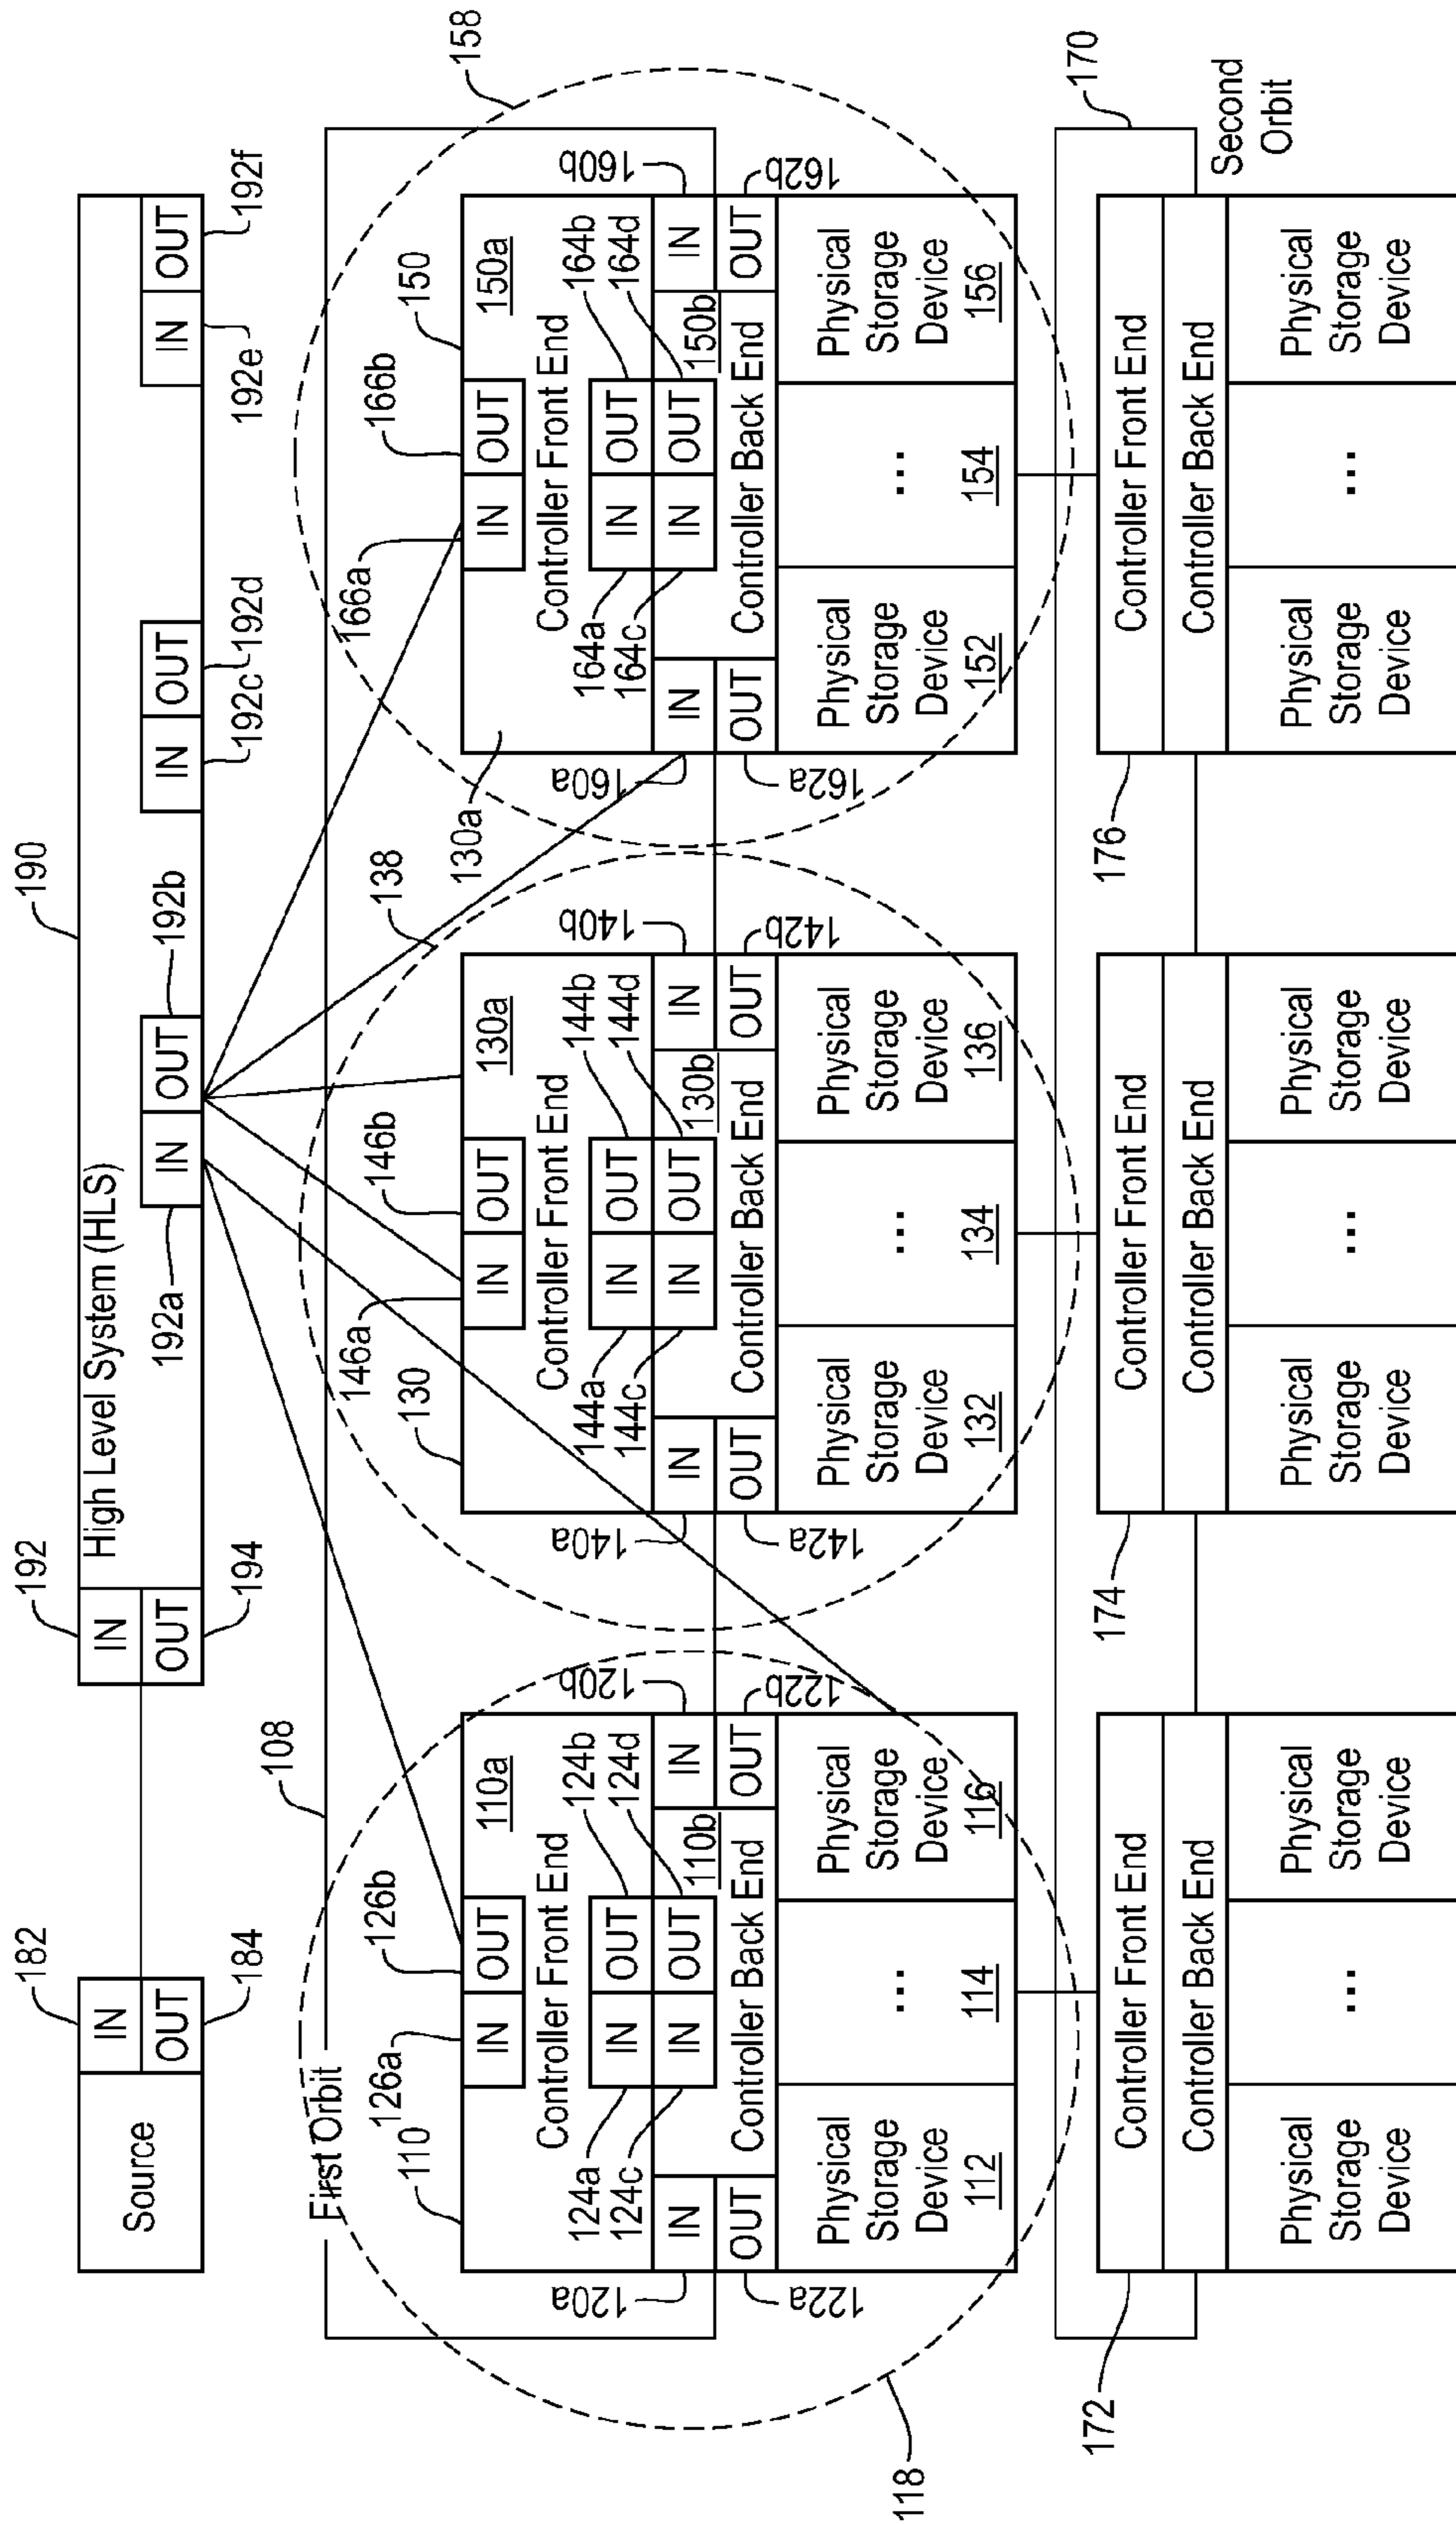 190
192
High Level System (HLS)
182
Source
IN
OUT
184
IN
OUT
194
IN
OUT
192a
192b
IN
OUT
192c
192d
IN
OUT
192e
192f
First Orbit
108
118
110
126a
126b
IN
OUT
110a
Controller Front End
124a
124b
IN
OUT
124c
124d
IN
OUT
120a
IN
120b
IN
110b
122a
OUT
122b
OUT
Controller Back End
Physical
Storage
Device
112
...
114
Physical
Storage
Device
116
138
130
146a
146b
IN
OUT
130a
Controller Front End
144a
144b
IN
OUT
144c
144d
IN
OUT
140a
IN
140b
IN
130b
142a
OUT
142b
OUT
Controller Back End
Physical
Storage
Device
132
...
134
Physical
Storage
Device
136
158
150
166a
166b
IN
OUT
150a
130a
Controller Front End
164a
164b
IN
OUT
164c
164d
IN
OUT
160a
IN
160b
IN
150b
162a
OUT
162b
OUT
Controller Back End
Physical
Storage
Device
152
...
154
Physical
Storage
Device
156
170
Second
Orbit
172
Controller Front End
Controller Back End
Physical
Storage
Device
...
Physical
Storage
Device
174
Controller Front End
Controller Back End
Physical
Storage
Device
...
Physical
Storage
Device
176
Controller Front End
Controller Back End
Physical
Storage
Device
...
Physical
Storage
Device